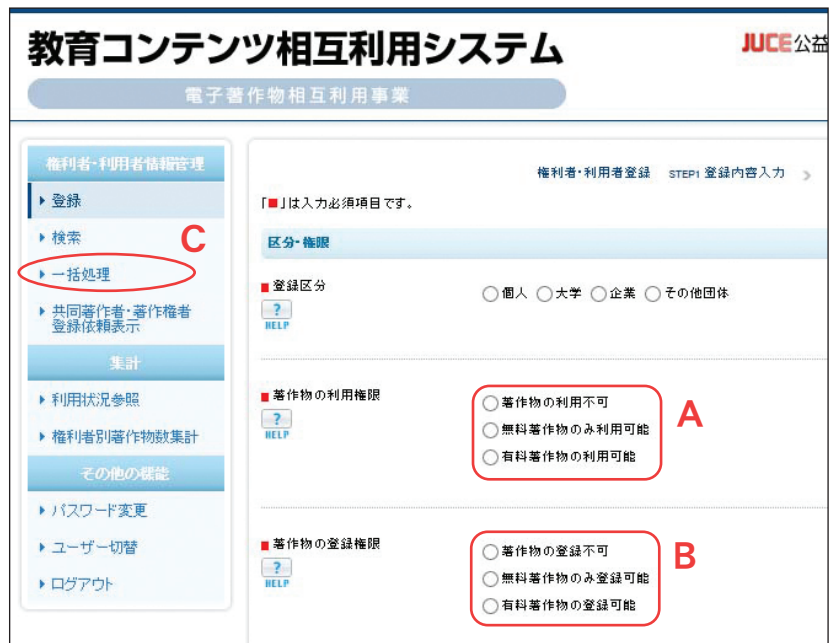 教育コンテンツ相互利用システム
JUCE公益
電子著作物相互利用事業
権利者・利用者情報管理
登録
検索
C
一括処理
共同著作者・著作権者
登録依頼表示
集計
利用状況参照
権利者別著作物数集計
その他の機能
パスワード変更
ユーザー切替
ログアウト
権利者・利用者登録 STEP1 登録内容入力 >
「■」は入力必須項目です。
区分・権限
■登録区分
? HELP
個人 大学 企業 その他団体
■著作物の利用権限
? HELP
著作物の利用不可
無料著作物のみ利用可能
有料著作物の利用可能
A
■著作物の登録権限
? HELP
著作物の登録不可
無料著作物のみ登録可能
有料著作物の登録可能
B